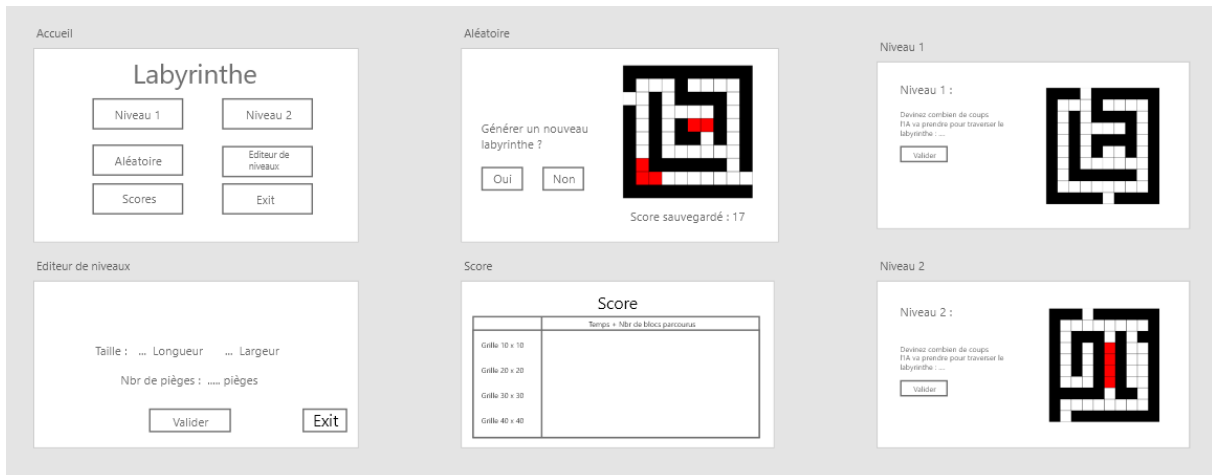 Accueil
Labyrinthe
Niveau 1
Niveau 2
Aléatoire
Editeur de
niveaux
Scores
Exit
Aléatoire
Générer un nouveau
labyrinthe ?
Oui
Non
Score sauvegardé : 17
Niveau 1
Niveau 1 :
Devinez combien de coups
l'IA va prendre pour traverser le
labyrinthe : ...
Valider
Editeur de niveaux
Taille : ... Longueur ... Largeur
Nbr de pièges : ..... pièges
Valider
Exit
Score
Score
Temps + Nbr de blocs parcourus
Grille 10 x 10
Grille 20 x 20
Grille 30 x 30
Grille 40 x 40
Niveau 2
Niveau 2 :
Devinez combien de coups
l'IA va prendre pour traverser le
labyrinthe : ...
Valider